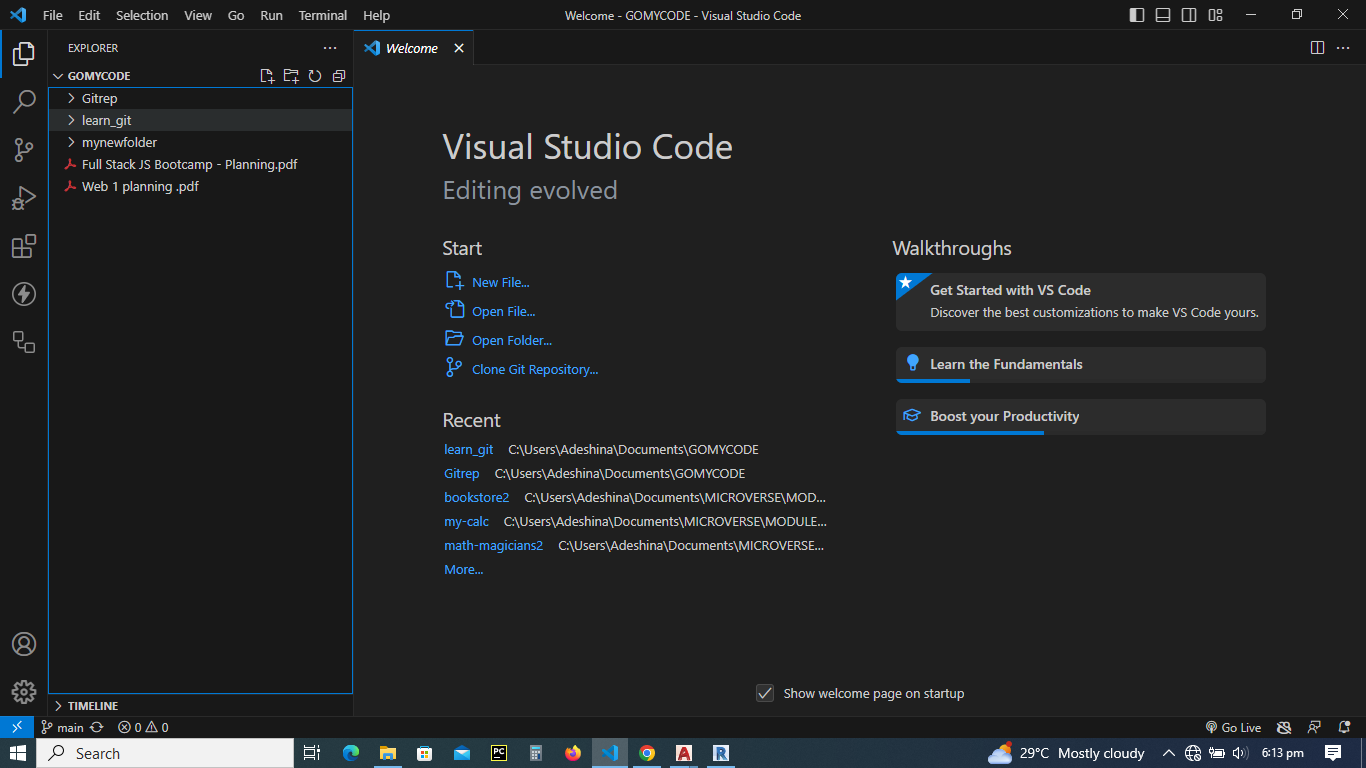 File Edit Selection View Go Run Terminal Help
Welcome - GOMYCODE - Visual Studio Code
EXPLORER
GOMYCODE
Gitrep
learn_git
mynewfolder
Full Stack JS Bootcamp - Planning.pdf
Web 1 planning .pdf
TIMELINE
Welcome
Visual Studio Code
Editing evolved
Start
New File...
Open File...
Open Folder...
Clone Git Repository...
Recent
learn_git C:\Users\Adeshina\Documents\GOMYCODE
Gitrep C:\Users\Adeshina\Documents\GOMYCODE
bookstore2 C:\Users\Adeshina\Documents\MICROVERSE\MOD...
my-calc C:\Users\Adeshina\Documents\MICROVERSE\MODULE...
math-magicians2 C:\Users\Adeshina\Documents\MICROVERSE...
More...
Walkthroughs
Get Started with VS Code
Discover the best customizations to make VS Code yours.
Learn the Fundamentals
Boost your Productivity
Show welcome page on startup
main 0 0 Go Live
Search PC A R 29°C Mostly cloudy 6:13 pm